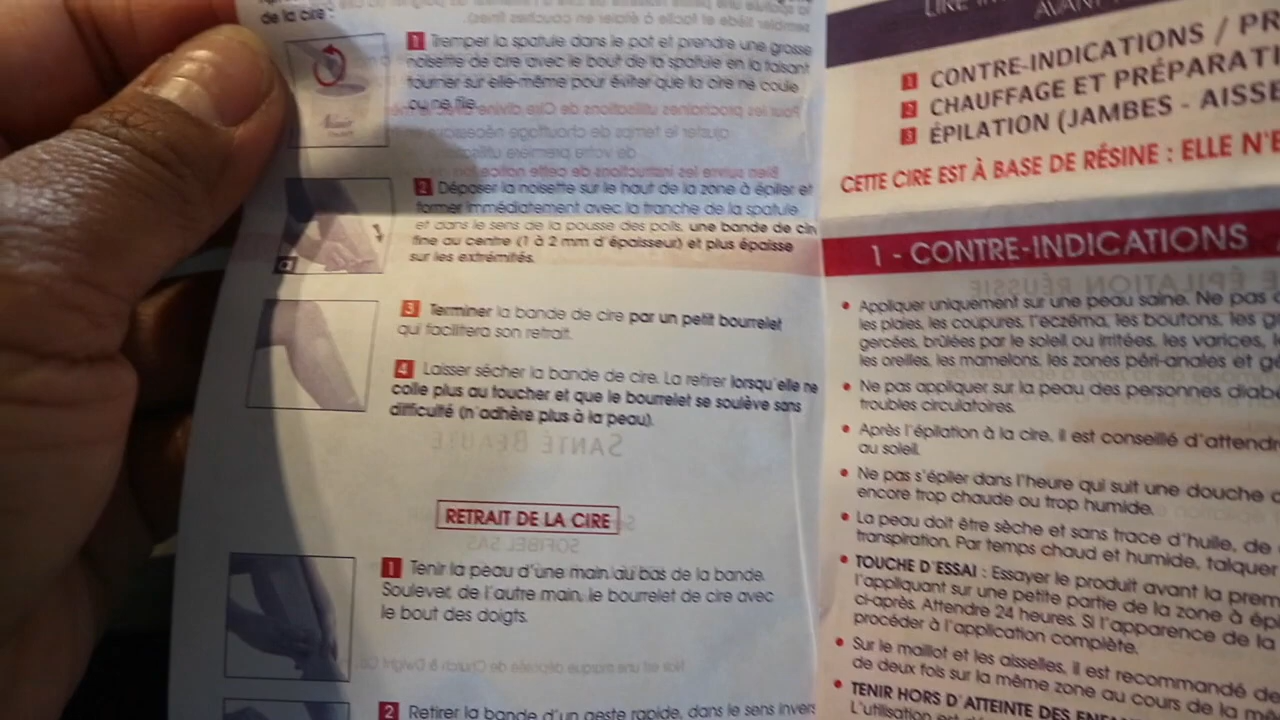 de la cire :
1 Tremper la spatule dans le pot et prendre une grosse
noisette de cire avec le bout de la spatule en la faisant
tourner sur elle-même pour éviter que la cire ne coule
ou ne file.
2 Déposer la noisette sur le haut de la zone à épiler et
former immédiatement avec la tranche de la spatule
et dans le sens de la pousse des poils, une bande de cire
fine au centre (1 à 2 mm d'épaisseur) et plus épaisse
sur les extrémités.
a
3 Terminer la bande de cire par un petit bourrelet
qui facilitera son retrait.
4 Laisser sécher la bande de cire. La retirer lorsqu'elle ne
colle plus au toucher et que le bourrelet se soulève sans
difficulté (n'adhère plus à la peau).
RETRAIT DE LA CIRE
1 Tenir la peau d'une main au bas de la bande.
Soulever, de l'autre main, le bourrelet de cire avec
le bout des doigts.
2 Retirer la bande d'un geste rapide, dans le sens invers
1 CONTRE-INDICATIONS / PR
2 CHAUFFAGE ET PRÉPARATI
3 ÉPILATION (JAMBES - AISSE
CETTE CIRE EST À BASE DE RÉSINE : ELLE N'E
1 - CONTRE-INDICATIONS
• Appliquer uniquement sur une peau saine. Ne pas
les plaies, les coupures, l'eczéma, les boutons, les g
gercées, brûlées par le soleil ou irritées, les varices,
les oreilles, les mamelons, les zones péri-anales et g
• Ne pas appliquer sur la peau des personnes diab
troubles circulatoires.
• Après l'épilation à la cire, il est conseillé d'attendr
au soleil.
• Ne pas s'épiler dans l'heure qui suit une douche
encore trop chaude ou trop humide.
• La peau doit être sèche et sans trace d'huile, de
transpiration. Par temps chaud et humide, talquer
• TOUCHE D'ESSAI : Essayer le produit avant la prem
l'appliquant sur une petite partie de la zone à épi
ci-après. Attendre 24 heures. Si l'apparence de la
procéder à l'application complète.
• Sur le maillot et les aisselles, il est recommandé de
de deux fois sur la même zone au cours de la mê
• TENIR HORS D'ATTEINTE DES ENFA
L'utilisation